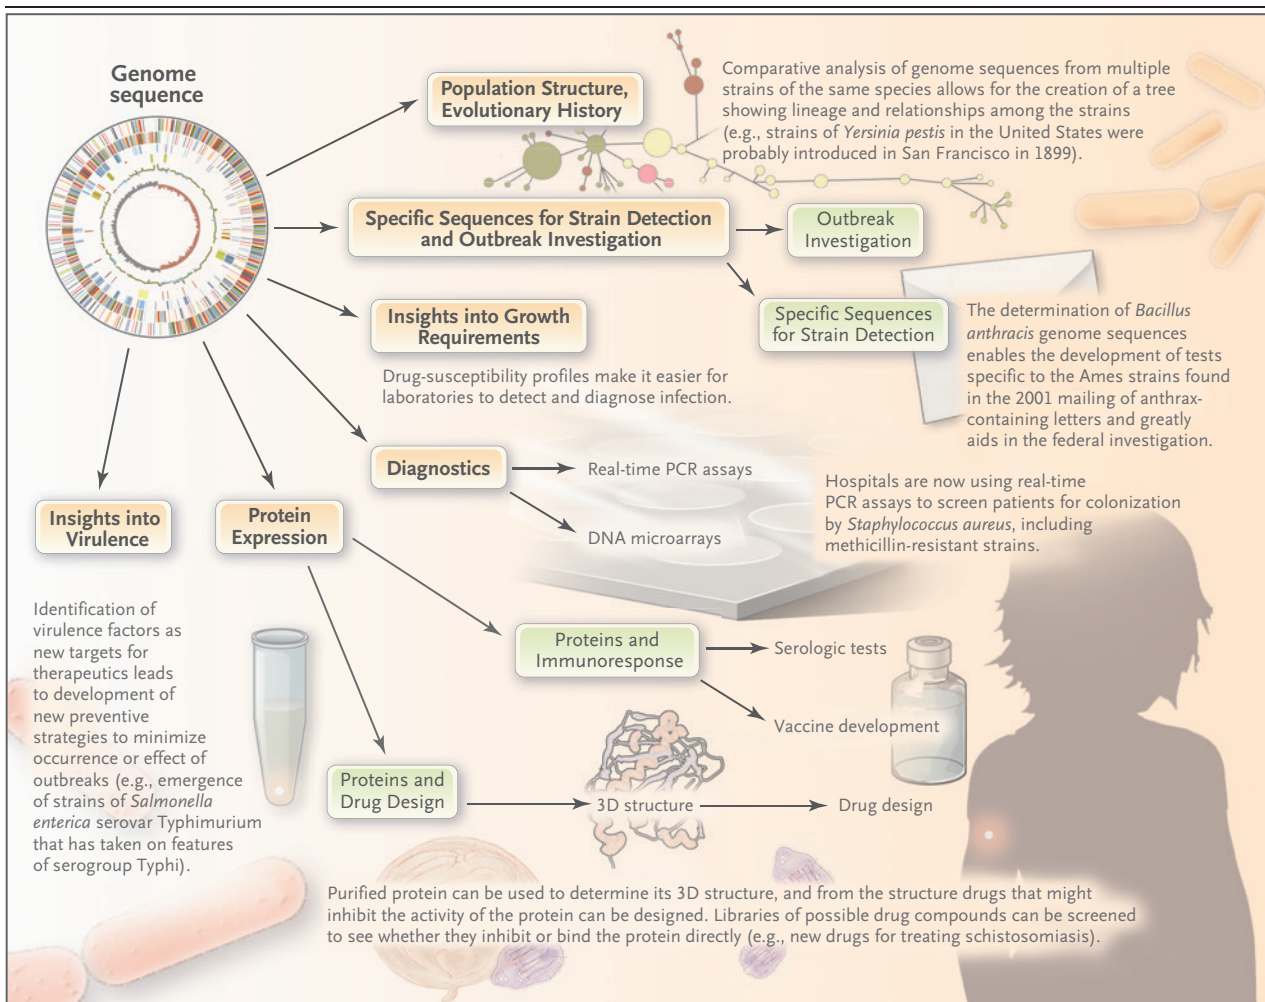 Genome
sequence
Population Structure,
Evolutionary History
Comparative analysis of genome sequences from multiple
strains of the same species allows for the creation of a tree
showing lineage and relationships among the strains
(e.g., strains of Yersinia pestis in the United States were
probably introduced in San Francisco in 1899).
Specific Sequences for Strain Detection
and Outbreak Investigation
Outbreak
Investigation
Specific Sequences
for Strain Detection
The determination of Bacillus
anthracis genome sequences
enables the development of tests
specific to the Ames strains found
in the 2001 mailing of anthrax-
containing letters and greatly
aids in the federal investigation.
Insights into Growth
Requirements
Drug-susceptibility profiles make it easier for
laboratories to detect and diagnose infection.
Diagnostics
Real-time PCR assays
DNA microarrays
Hospitals are now using real-time
PCR assays to screen patients for colonization
by Staphylococcus aureus, including
methicillin-resistant strains.
Insights into
Virulence
Protein
Expression
Identification of
virulence factors as
new targets for
therapeutics leads
to development of
new preventive
strategies to minimize
occurrence or effect of
outbreaks (e.g., emergence
of strains of Salmonella
enterica serovar Typhimurium
that has taken on features
of serogroup Typhi).
Proteins and
Immunoresponse
Serologic tests
Vaccine development
Proteins and
Drug Design
3D structure
Drug design
Purified protein can be used to determine its 3D structure, and from the structure drugs that might
inhibit the activity of the protein can be designed. Libraries of possible drug compounds can be screened
to see whether they inhibit or bind the protein directly (e.g., new drugs for treating schistosomiasis).